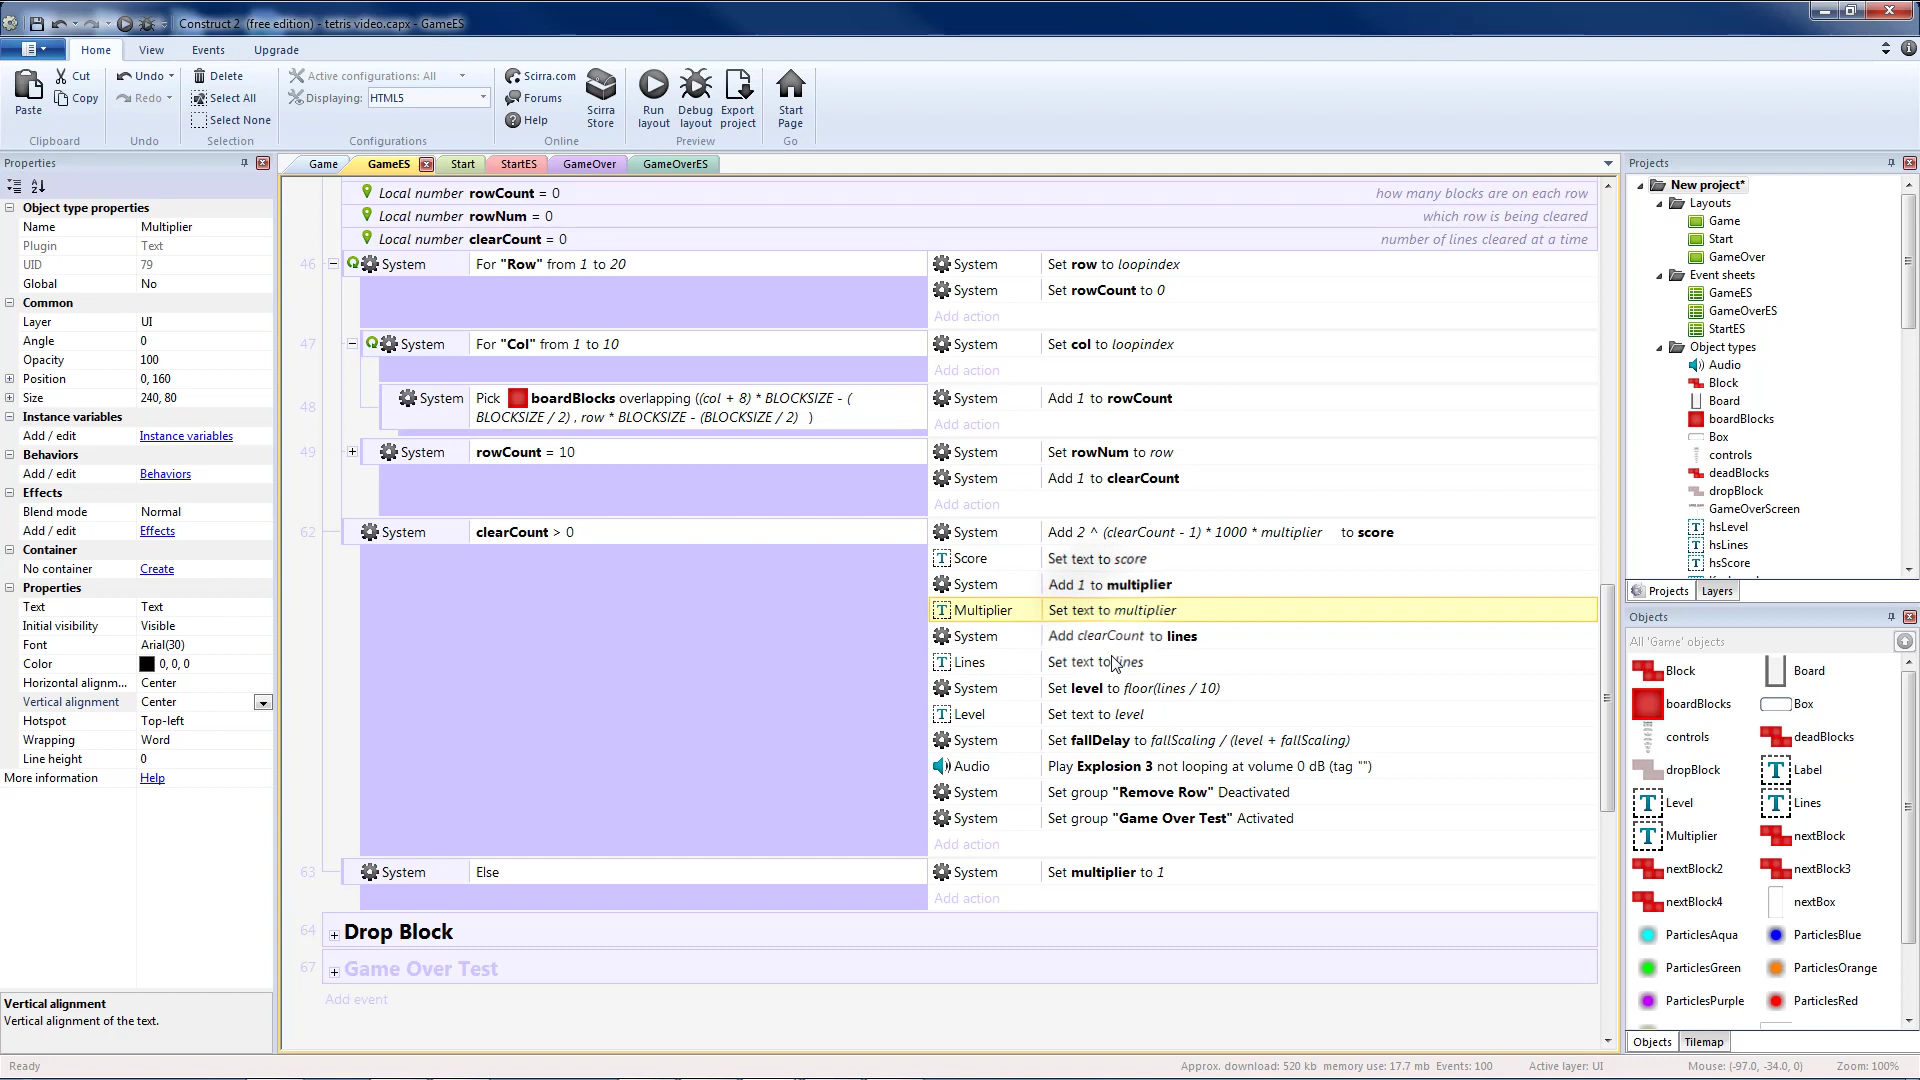 Construct 2 (free edition) - tetris video.capx - GameES
Home View Events Upgrade
Paste Cut Copy Clipboard
Undo Redo Undo
Delete Select All Select None Selection
Active configurations: All
Displaying: HTML5
Configurations
Scirra.com Forums Help Scirra Store Online
Run layout Debug layout Export project Preview
Start Page Go
Properties
Object type properties
Name Multiplier
Plugin Text
UID 79
Global No
Common
Layer UI
Angle 0
Opacity 100
Position 0, 160
Size 240, 80
Instance variables
Add / edit Instance variables
Behaviors
Add / edit Behaviors
Effects
Blend mode Normal
Add / edit Effects
Container
No container Create
Properties
Text Text
Initial visibility Visible
Font Arial(30)
Color 0, 0, 0
Horizontal alignm... Center
Vertical alignment Center
Hotspot Top-left
Wrapping Word
Line height 0
More information Help
Vertical alignment
Vertical alignment of the text.
Game GameES Start StartES GameOver GameOverES
Local number rowCount = 0 how many blocks are on each row
Local number rowNum = 0 which row is being cleared
Local number clearCount = 0 number of lines cleared at a time
46 System For "Row" from 1 to 20 System Set row to loopindex
System Set rowCount to 0
Add action
47 System For "Col" from 1 to 10 System Set col to loopindex
Add action
48 System Pick boardBlocks overlapping ((col + 8) * BLOCKSIZE - ( System Add 1 to rowCount
BLOCKSIZE / 2) , row * BLOCKSIZE - (BLOCKSIZE / 2) )
Add action
49 System rowCount = 10 System Set rowNum to row
System Add 1 to clearCount
Add action
62 System clearCount > 0 System Add 2 ^ (clearCount - 1) * 1000 * multiplier to score
Score Set text to score
System Add 1 to multiplier
Multiplier Set text to multiplier
System Add clearCount to lines
Lines Set text to lines
System Set level to floor(lines / 10)
Level Set text to level
System Set fallDelay to fallScaling / (level + fallScaling)
Audio Play Explosion 3 not looping at volume 0 dB (tag "")
System Set group "Remove Row" Deactivated
System Set group "Game Over Test" Activated
Add action
63 System Else System Set multiplier to 1
Add action
64 Drop Block
67 Game Over Test
Add event
Projects
New project*
Layouts
Game
Start
GameOver
Event sheets
GameES
GameOverES
StartES
Object types
Audio
Block
Board
boardBlocks
Box
controls
deadBlocks
dropBlock
GameOverScreen
hsLevel
hsLines
hsScore
Projects Layers
Objects
All 'Game' objects
Block Board
boardBlocks Box
controls deadBlocks
dropBlock Label
Level Lines
Multiplier nextBlock
nextBlock2 nextBlock3
nextBlock4 nextBox
ParticlesAqua ParticlesBlue
ParticlesGreen ParticlesOrange
ParticlesPurple ParticlesRed
Objects Tilemap
Ready Approx. download: 520 kb memory use: 17.7 mb Events: 100 Active layer: UI Mouse: (-97.0, -34.0, 0) Zoom: 100%